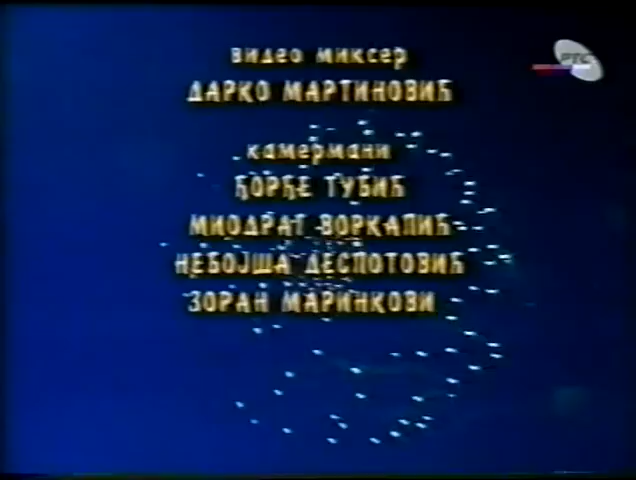 РТС
видео миксер
ДАРКО МАРТИНОВИЋ
камермани
ЂОРЂЕ ТУБИЋ
МИОДРАГ ВОРКАПИЋ
НЕБОЈША ДЕСПОТОВИЋ
ЗОРАН МАРИНКОВИ